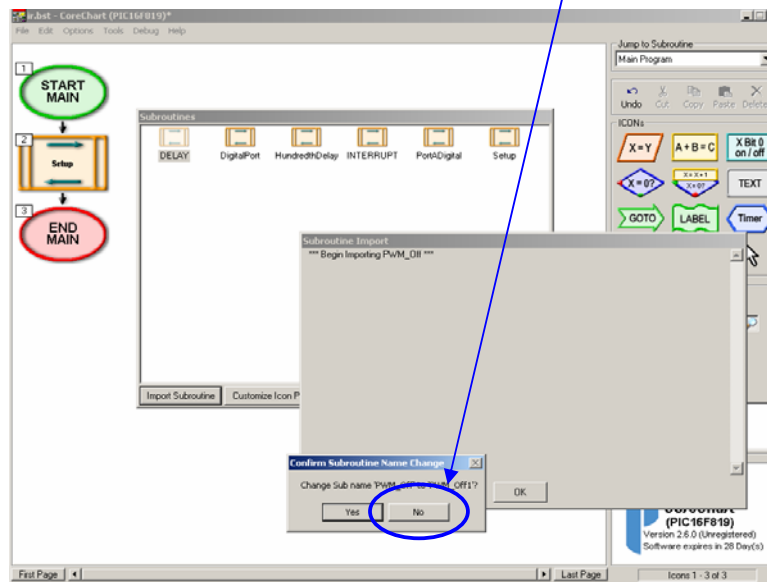 ir.bst - CoreChart (PIC16F819)*
File Edit Options Tools Debug Help
1
START
MAIN
2
Setup
3
END
MAIN
Subroutines
DELAY DigitalPort HundredthDelay INTERRUPT PortADigital Setup
Import Subroutine Customize Icon P
Subroutine Import
*** Begin Importing PWM_Off ***
OK
Confirm Subroutine Name Change
Change Sub name 'PWM_Off' to 'PWM_Off1'?
Yes No
Jump to Subroutine
Main Program
Undo Cut Copy Paste Delete
ICONs
X=Y A+B=C X Bit 0
on / off
X=0? X=X+1
X=0? TEXT
GOTO LABEL Timer
(PIC16F819)
Version 2.6.0 (Unregistered)
Software expires in 28 Day(s)
First Page Last Page Icons 1 - 3 of 3